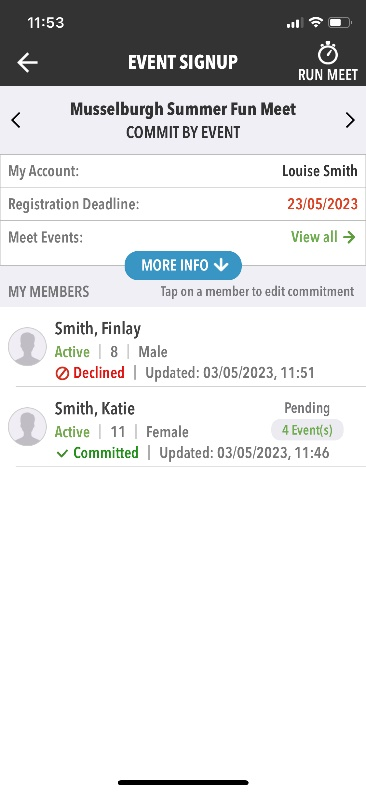 11:53
EVENT SIGNUP
RUN MEET
Musselburgh Summer Fun Meet
COMMIT BY EVENT
My Account: Louise Smith
Registration Deadline: 23/05/2023
Meet Events: View all →
MORE INFO ↓
MY MEMBERS Tap on a member to edit commitment
Smith, Finlay
Active | 8 | Male
Declined | Updated: 03/05/2023, 11:51
Smith, Katie Pending
Active | 11 | Female 4 Event(s)
Committed | Updated: 03/05/2023, 11:46